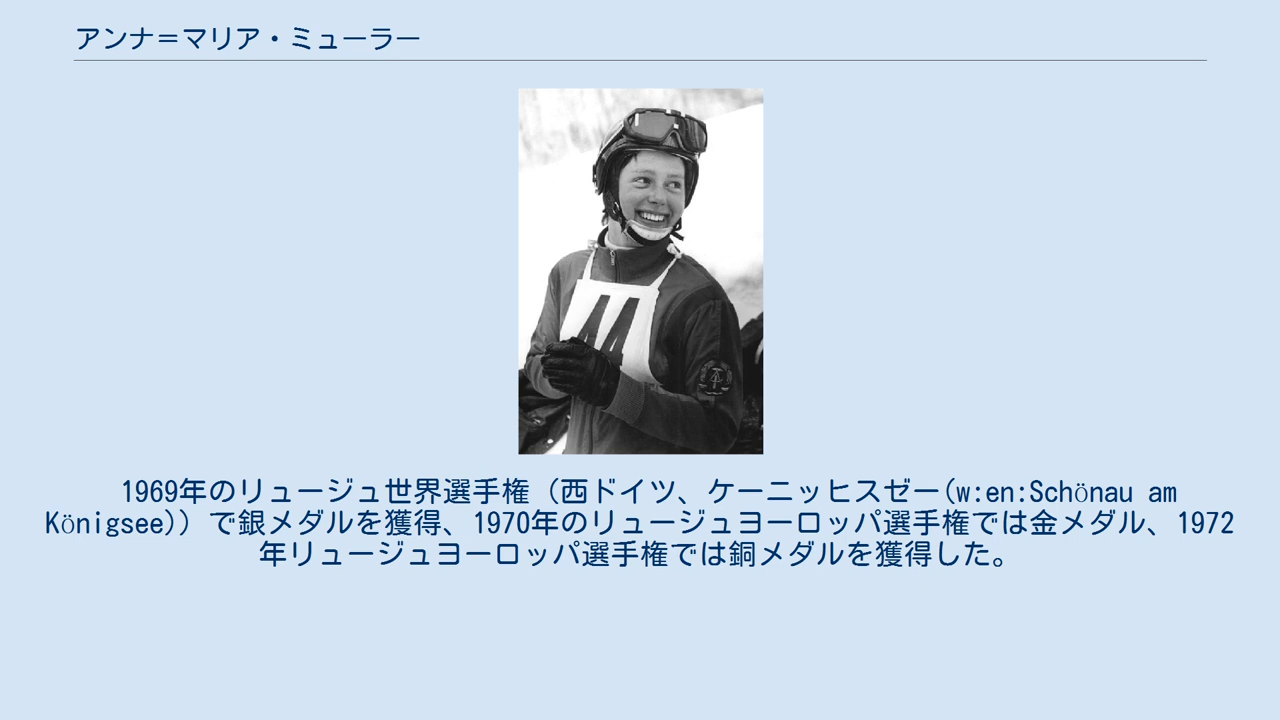 アンナ＝マリア・ミューラー
44
1969年のリュージュ世界選手権（西ドイツ、ケーニッヒスゼー(w:en:Schönau am
Königsee)）で銀メダルを獲得、1970年のリュージュヨーロッパ選手権では金メダル、1972
年リュージュヨーロッパ選手権では銅メダルを獲得した。